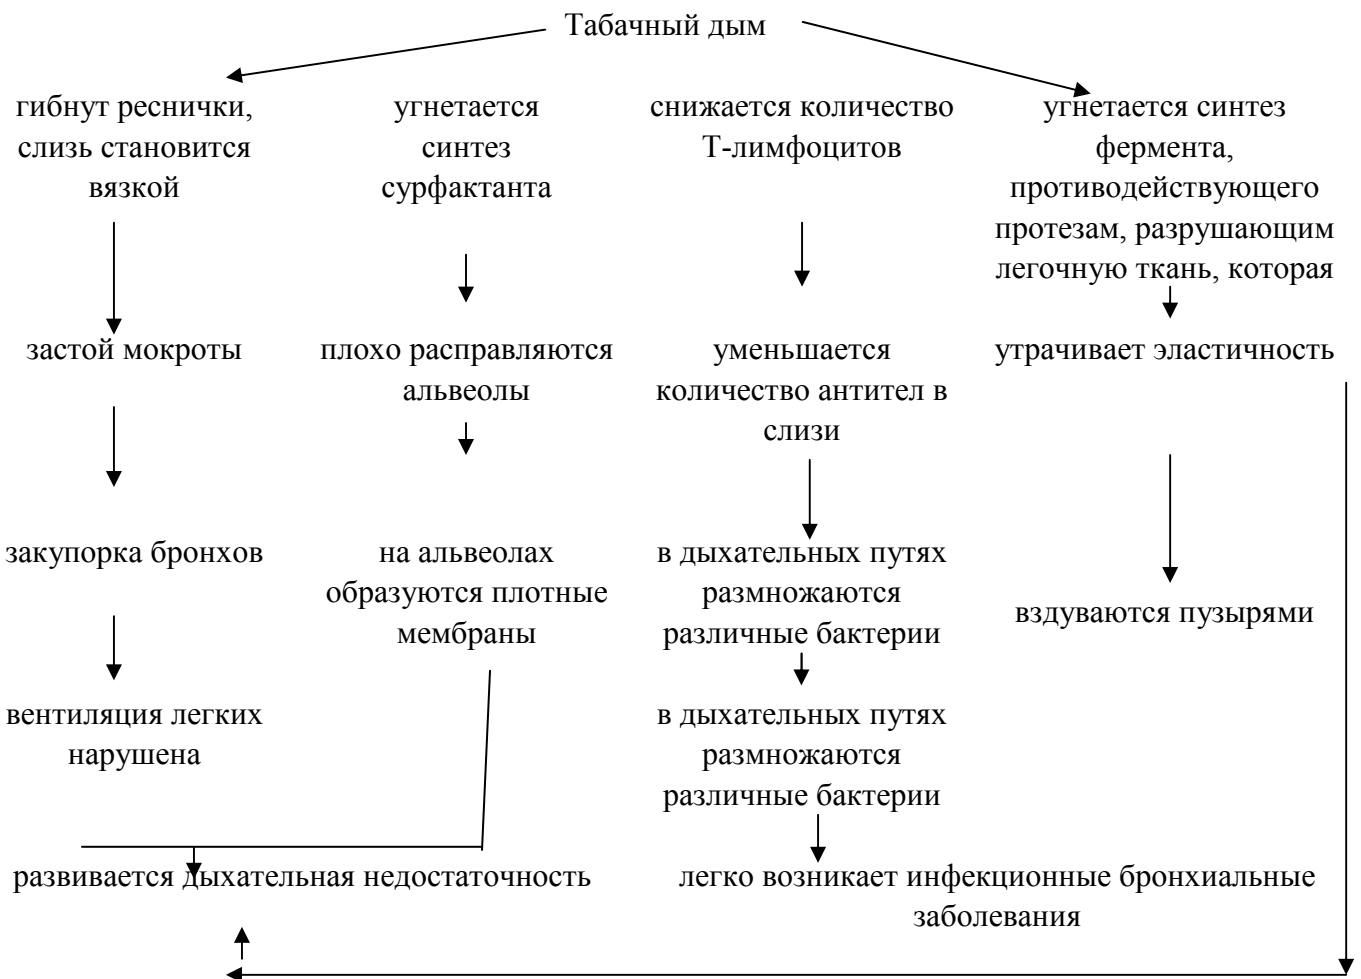 Табачный дым
гибнут реснички,
слизь становится
вязкой
угнетается
синтез
сурфактанта
снижается количество
Т-лимфоцитов
угнетается синтез
фермента,
противодействующего
протезам, разрушающим
легочную ткань, которая
застой мокроты
плохо расправляются
альвеолы
уменьшается
количество антител в
слизи
утрачивает эластичность
закупорка бронхов
на альвеолах
образуются плотные
мембраны
в дыхательных путях
размножаются
различные бактерии
вздуваются пузырями
вентиляция легких
нарушена
в дыхательных путях
размножаются
различные бактерии
развивается дыхательная недостаточность
легко возникает инфекционные бронхиальные
заболевания